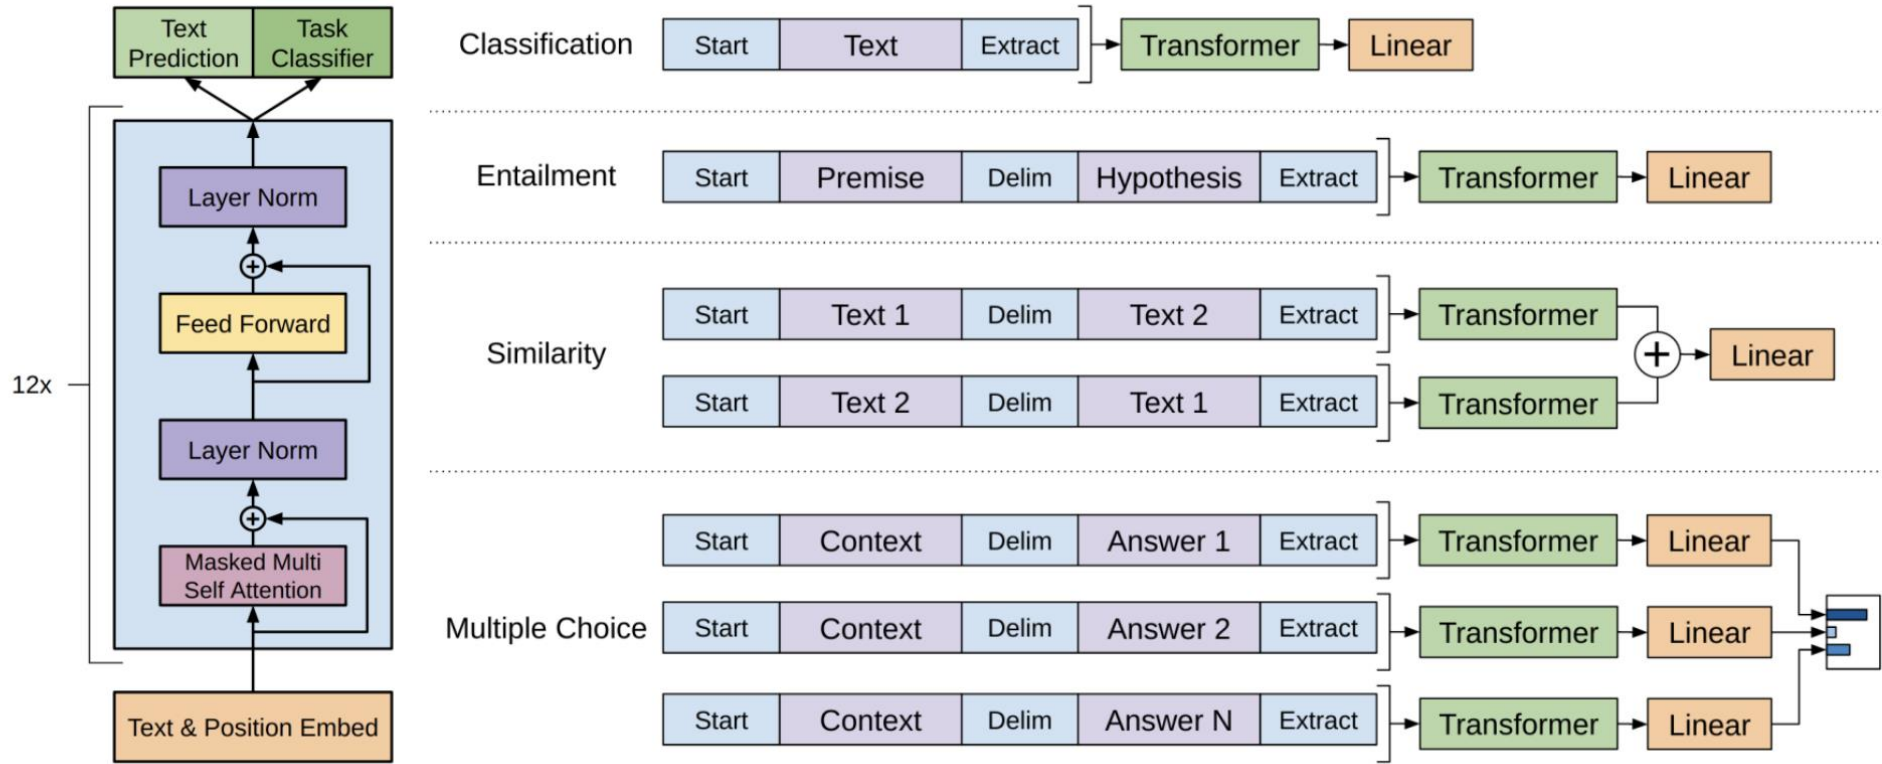 Text
Prediction
Task
Classifier
12x
Layer Norm
+
Feed Forward
Layer Norm
+
Masked Multi
Self Attention
Text & Position Embed
Classification
Start Text Extract Transformer Linear
Entailment
Start Premise Delim Hypothesis Extract Transformer Linear
Similarity
Start Text 1 Delim Text 2 Extract Transformer
+ Linear
Start Text 2 Delim Text 1 Extract Transformer
Multiple Choice
Start Context Delim Answer 1 Extract Transformer Linear
Start Context Delim Answer 2 Extract Transformer Linear
Start Context Delim Answer N Extract Transformer Linear